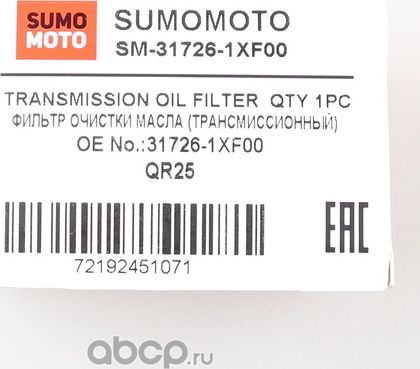 SUMO
MOTO
SUMOMOTO
SM-31726-1XF00
TRANSMISSION OIL FILTER QTY 1PC
ФИЛЬТР ОЧИСТКИ МАСЛА (ТРАНСМИССИОННЫЙ)
OE No.:31726-1XF00
QR25
EAC
72192451071
abcp.ru